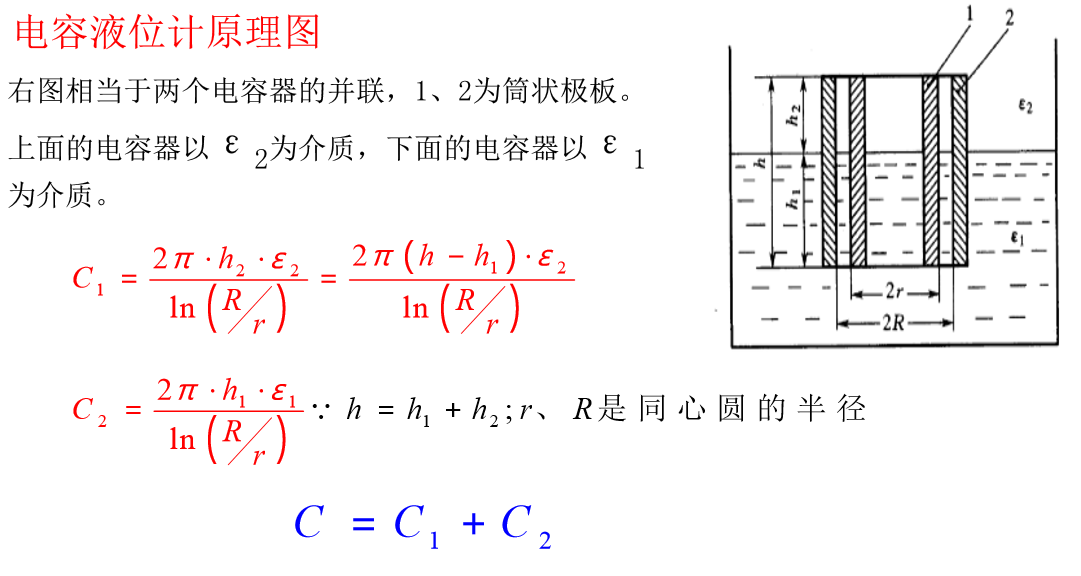 电容液位计原理图
右图相当于两个电容器的并联，1、2为筒状极板。
上面的电容器以 ε₂为介质，下面的电容器以 ε₁
为介质。
C₁ = 2π·h₂·ε₂ / ln(R/r) = 2π(h − h₁)·ε₂ / ln(R/r)
C₂ = 2π·h₁·ε₁ / ln(R/r) ∵ h = h₁ + h₂; r、R是同心圆的半径
C = C₁ + C₂
1 2
ε₂
h₂
h
h₁
ε₁
2r
2R